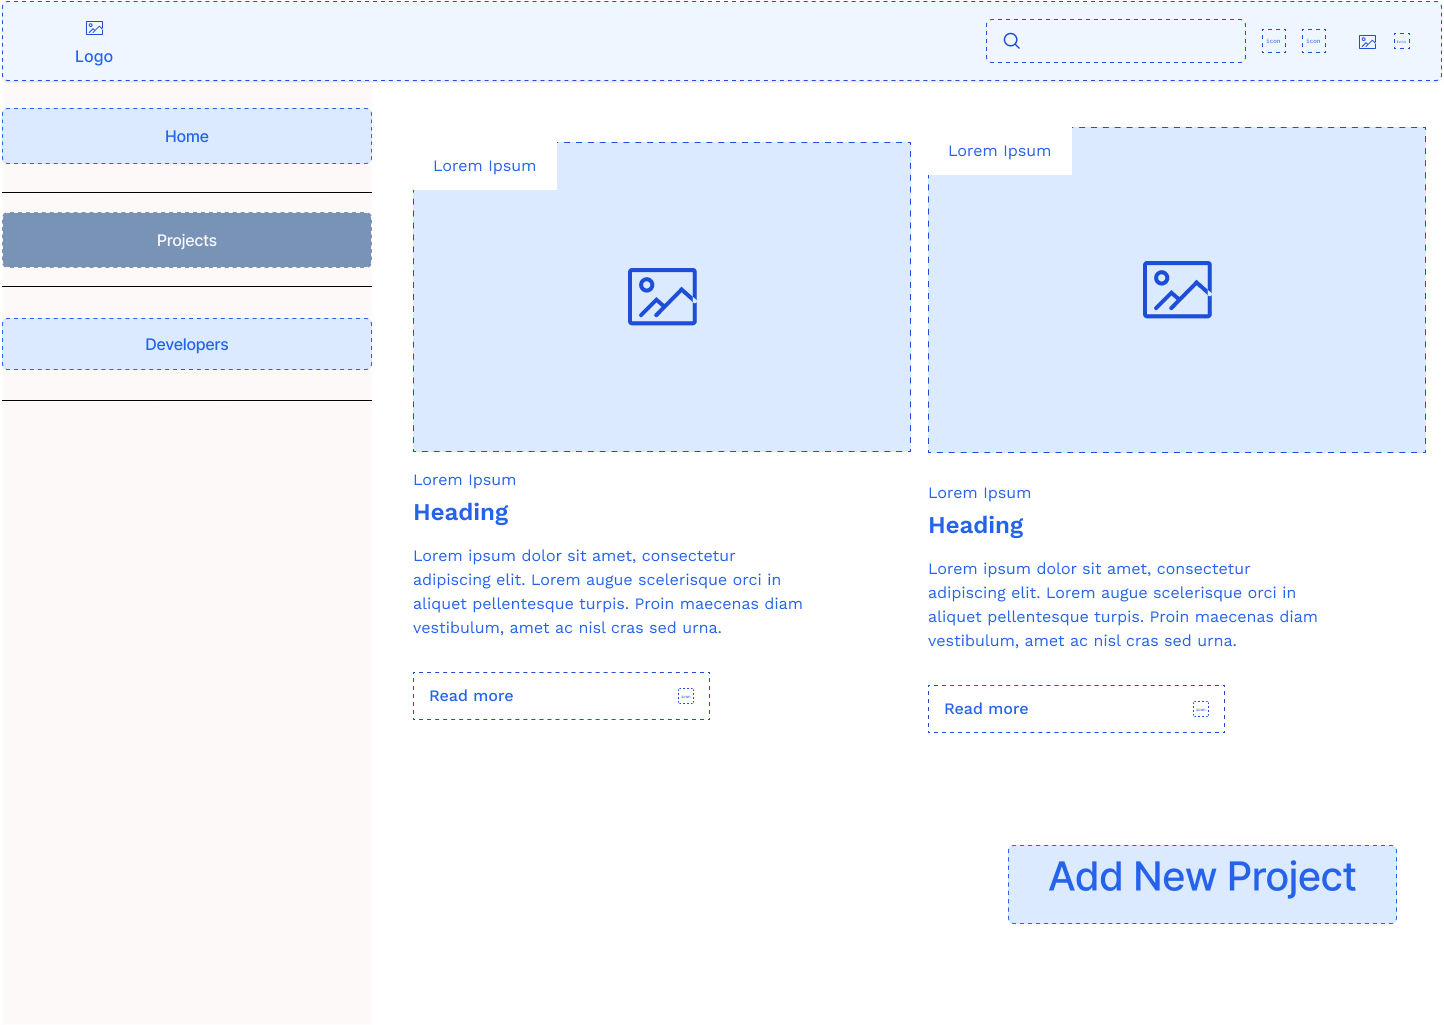 Logo
icon
icon
Home
Projects
Developers
Lorem Ipsum
Lorem Ipsum
Heading
Lorem ipsum dolor sit amet, consectetur
adipiscing elit. Lorem augue scelerisque orci in
aliquet pellentesque turpis. Proin maecenas diam
vestibulum, amet ac nisl cras sed urna.
Read more
Lorem Ipsum
Lorem Ipsum
Heading
Lorem ipsum dolor sit amet, consectetur
adipiscing elit. Lorem augue scelerisque orci in
aliquet pellentesque turpis. Proin maecenas diam
vestibulum, amet ac nisl cras sed urna.
Read more
Add New Project